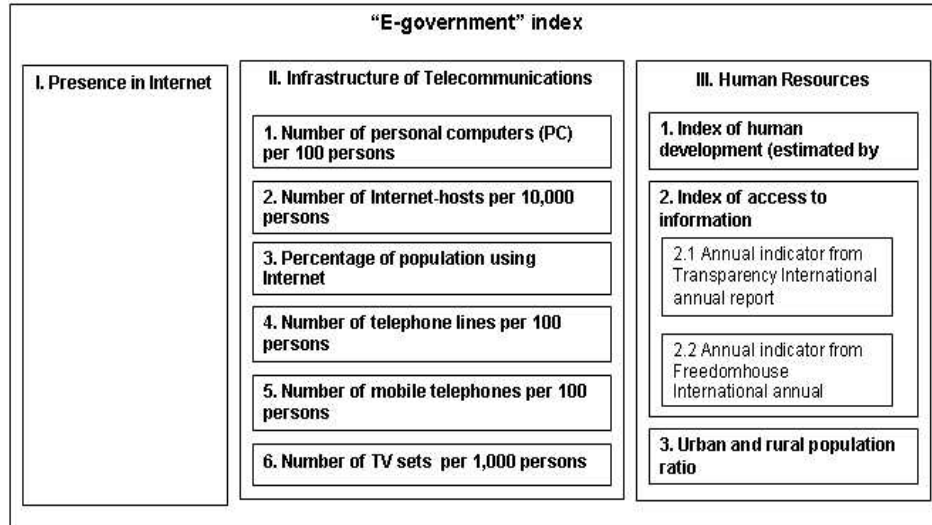 “E-government” index
I. Presence in Internet
II. Infrastructure of Telecommunications
1. Number of personal computers (PC)
per 100 persons
2. Number of Internet-hosts per 10,000
persons
3. Percentage of population using
Internet
4. Number of telephone lines per 100
persons
5. Number of mobile telephones per 100
persons
6. Number of TV sets per 1,000 persons
III. Human Resources
1. Index of human
development (estimated by
2. Index of access to
information
2.1 Annual indicator from
Transparency International
annual report
2.2 Annual indicator from
Freedomhouse
International annual
3. Urban and rural population
ratio